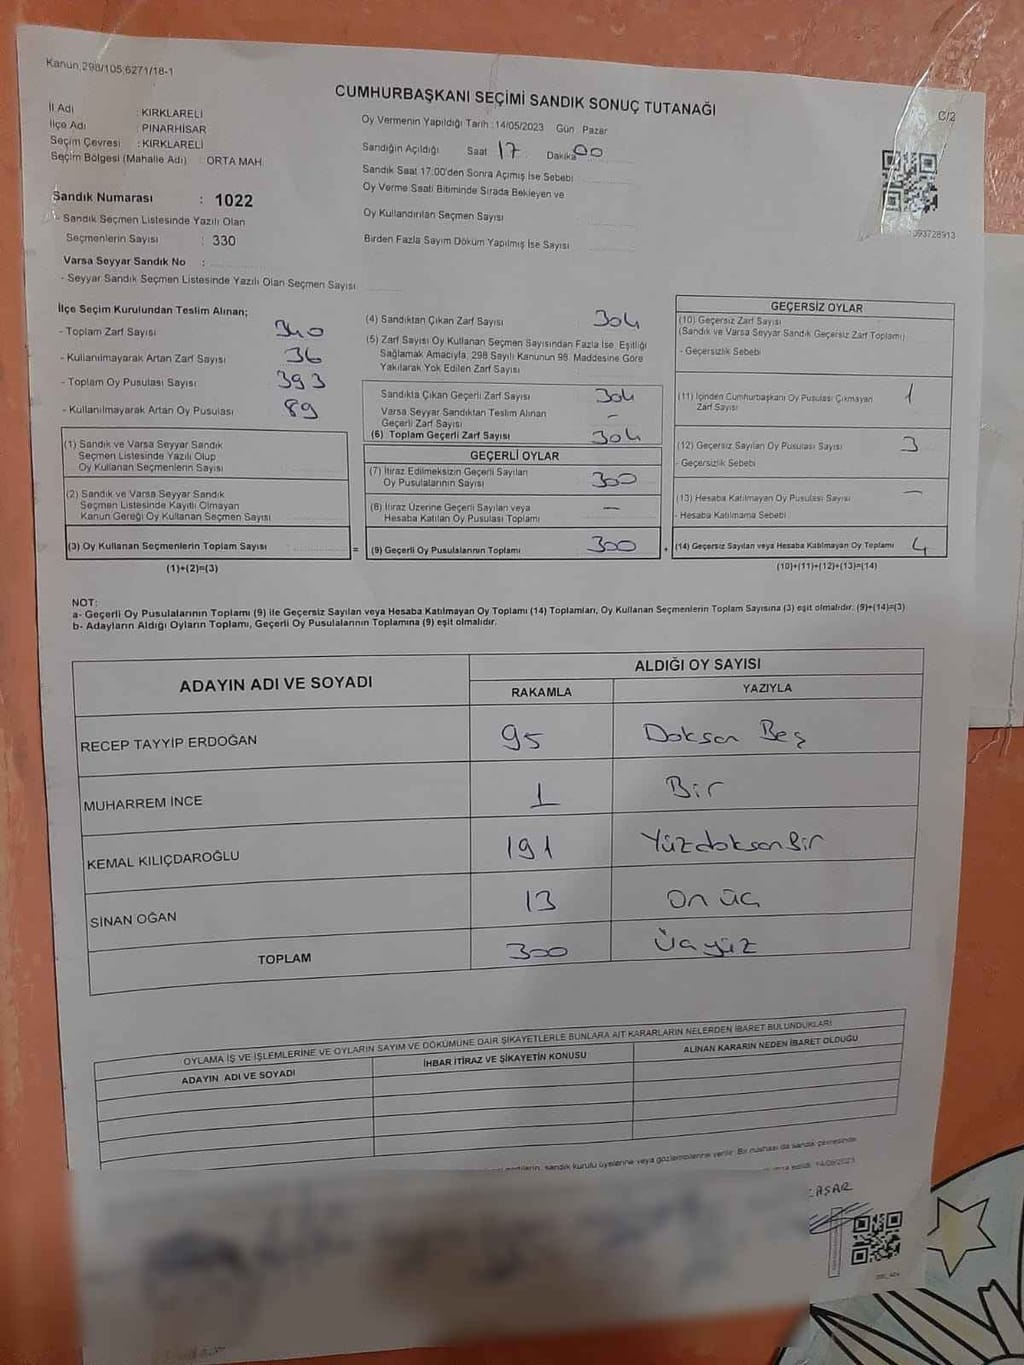 Kanun;298/105;6271/18-1
CUMHURBAŞKANI SEÇİMİ SANDIK SONUÇ TUTANAĞI
C/2
İl Adı : KIRKLARELİ
İlçe Adı : PINARHİSAR
Seçim Çevresi : KIRKLARELİ
Seçim Bölgesi (Mahalle Adı) : ORTA MAH.
Sandık Numarası : 1022
- Sandık Seçmen Listesinde Yazılı Olan
Seçmenlerin Sayısı : 330
Varsa Seyyar Sandık No :
- Seyyar Sandık Seçmen Listesinde Yazılı Olan Seçmen Sayısı
Oy Vermenin Yapıldığı Tarih :14/05/2023 Gün Pazar
Sandığın Açıldığı Saat 17 Dakika 00
Sandık Saat 17.00'den Sonra Açımış İse Sebebi
Oy Verme Saati Bitiminde Sırada Bekleyen ve
Oy Kullandırılan Seçmen Sayısı
Birden Fazla Sayım Döküm Yapılmış İse Sayısı
093728913
İlçe Seçim Kurulundan Teslim Alınan;
- Toplam Zarf Sayısı 340
- Kullanılmayarak Artan Zarf Sayısı 36
- Toplam Oy Pusulası Sayısı 393
- Kullanılmayarak Artan Oy Pusulası 89
(1) Sandık ve Varsa Seyyar Sandık
Seçmen Listesinde Yazılı Olup
Oy Kullanan Seçmenlerin Sayısı
(2) Sandık ve Varsa Seyyar Sandık
Seçmen Listesinde Kayıtlı Olmayan
Kanun Gereği Oy Kullanan Seçmen Sayısı
(3) Oy Kullanan Seçmenlerin Toplam Sayısı =
(1)+(2)=(3)
(4) Sandıktan Çıkan Zarf Sayısı 304
(5) Zarf Sayısı Oy Kullanan Seçmen Sayısından Fazla İse, Eşitliği
Sağlamak Amacıyla, 298 Sayılı Kanunun 98. Maddesine Göre
Yakılarak Yok Edilen Zarf Sayısı
Sandıkta Çıkan Geçerli Zarf Sayısı 304
Varsa Seyyar Sandıktan Teslim Alınan
Geçerli Zarf Sayısı -
(6) Toplam Geçerli Zarf Sayısı 304
GEÇERLİ OYLAR
(7) İtiraz Edilmeksizin Geçerli Sayılan
Oy Pusulalarının Sayısı 300
(8) İtiraz Üzerine Geçerli Sayılan veya
Hesaba Katılan Oy Pusulası Toplamı -
(9) Geçerli Oy Pusulalarının Toplamı 300 +
GEÇERSİZ OYLAR
(10) Geçersiz Zarf Sayısı
(Sandık ve Varsa Seyyar Sandık Geçersiz Zarf Toplamı)
- Geçersizlik Sebebi
(11) İçinden Cumhurbaşkanı Oy Pusulası Çıkmayan
Zarf Sayısı 1
(12) Geçersiz Sayılan Oy Pusulası Sayısı 3
- Geçersizlik Sebebi
(13) Hesaba Katılmayan Oy Pusulası Sayısı -
- Hesaba Katılmama Sebebi
(14) Geçersiz Sayılan veya Hesaba Katılmayan Oy Toplamı 4
(10)+(11)+(12)+(13)=(14)
NOT:
a- Geçerli Oy Pusulalarının Toplamı (9) ile Geçersiz Sayılan veya Hesaba Katılmayan Oy Toplamı (14) Toplamları, Oy Kullanan Seçmenlerin Toplam Sayısına (3) eşit olmalıdır. (9)+(14)=(3)
b- Adayların Aldığı Oyların Toplamı, Geçerli Oy Pusulalarının Toplamına (9) eşit olmalıdır.
ADAYIN ADI VE SOYADI
ALDIĞI OY SAYISI
RAKAMLA YAZIYLA
RECEP TAYYİP ERDOĞAN 95 Doksan Beş
MUHARREM İNCE 1 Bir
KEMAL KILIÇDAROĞLU 191 Yüzdoksan Bir
SİNAN OĞAN 13 On üç
TOPLAM 300 Üç yüz
OYLAMA İŞ VE İŞLEMLERİNE VE OYLARIN SAYIM VE DÖKÜMÜNE DAİR ŞİKAYETLERLE BUNLARA AİT KARARLARIN NELERDEN İBARET BULUNDUKLARI
ADAYIN ADI VE SOYADI İHBAR İTİRAZ VE ŞİKAYETİN KONUSU ALINAN KARARIN NEDEN İBARET OLDUĞU
sandık kurulu üyelerine veya gözlemcilerine verilir. Bir nüshası da sandık çevresinde
14/05/2023